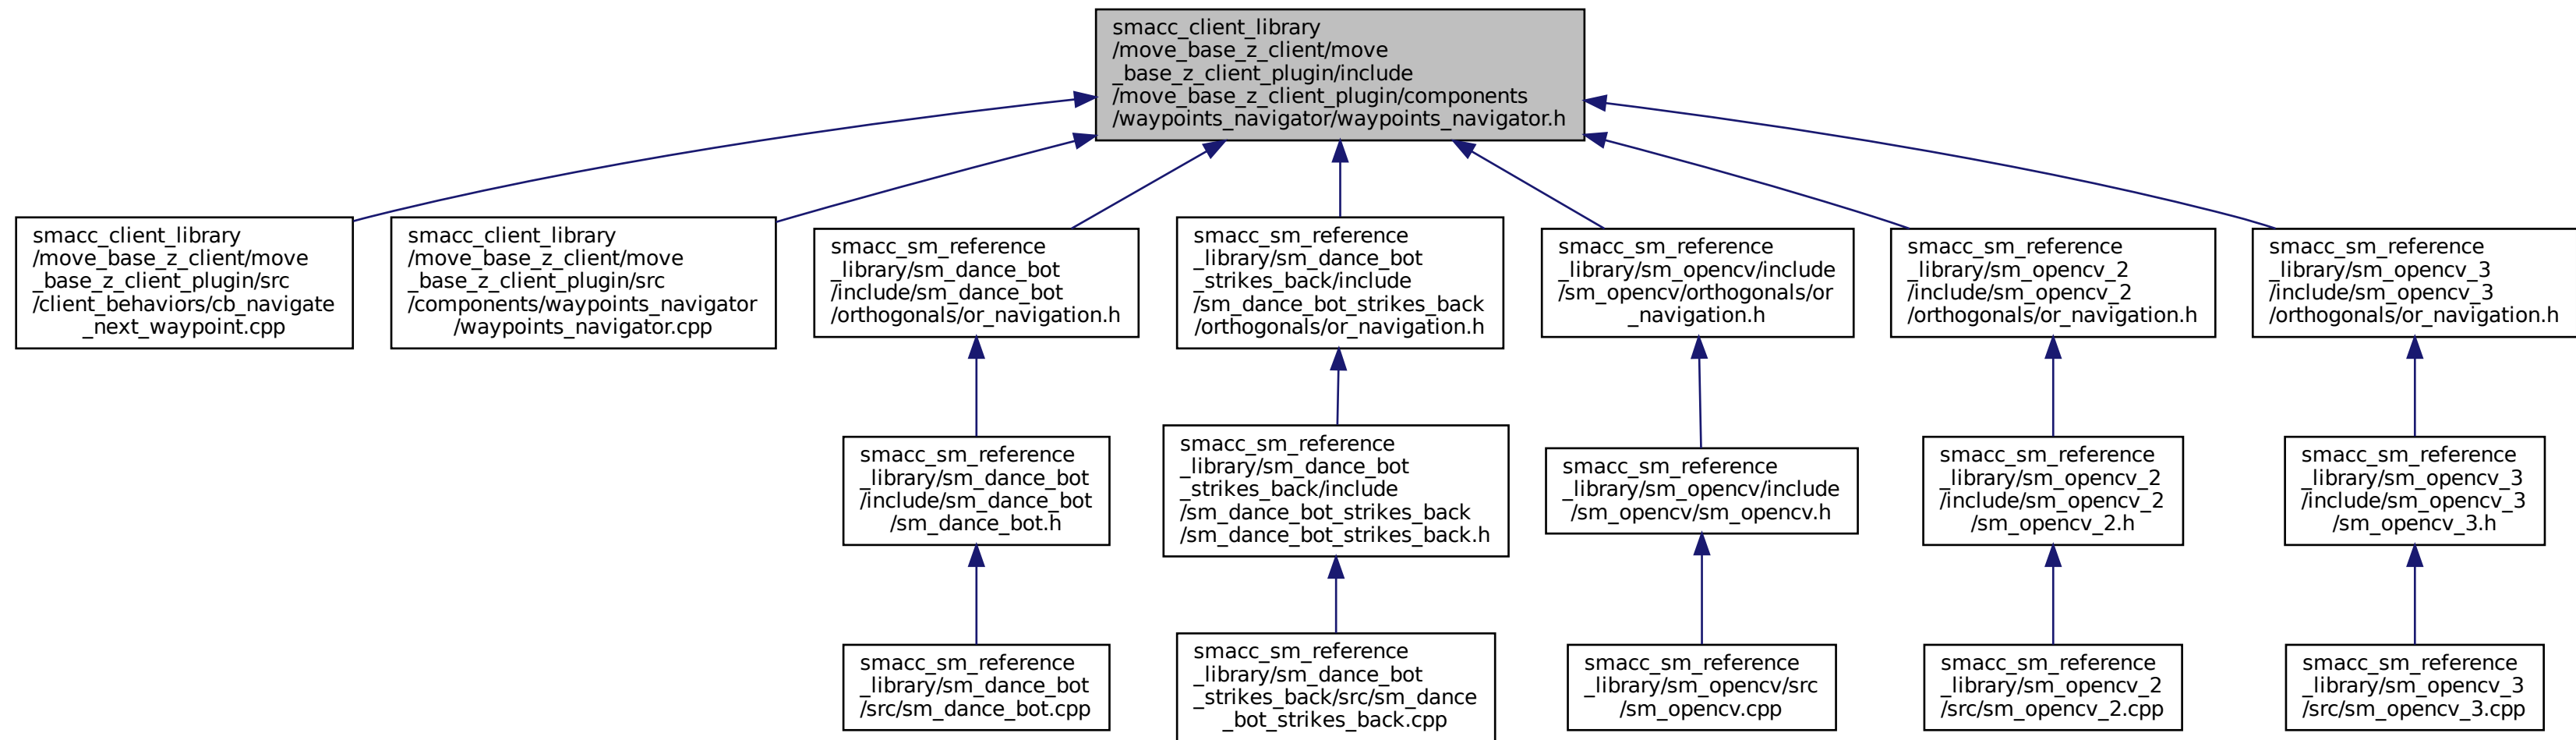 smacc_client_library
/move_base_z_client/move
_base_z_client_plugin/include
/move_base_z_client_plugin/components
/waypoints_navigator/waypoints_navigator.h
smacc_client_library
/move_base_z_client/move
_base_z_client_plugin/src
/client_behaviors/cb_navigate
_next_waypoint.cpp
smacc_client_library
/move_base_z_client/move
_base_z_client_plugin/src
/components/waypoints_navigator
/waypoints_navigator.cpp
smacc_sm_reference
_library/sm_dance_bot
/include/sm_dance_bot
/orthogonals/or_navigation.h
smacc_sm_reference
_library/sm_dance_bot
_strikes_back/include
/sm_dance_bot_strikes_back
/orthogonals/or_navigation.h
smacc_sm_reference
_library/sm_opencv/include
/sm_opencv/orthogonals/or
_navigation.h
smacc_sm_reference
_library/sm_opencv_2
/include/sm_opencv_2
/orthogonals/or_navigation.h
smacc_sm_reference
_library/sm_opencv_3
/include/sm_opencv_3
/orthogonals/or_navigation.h
smacc_sm_reference
_library/sm_dance_bot
/include/sm_dance_bot
/sm_dance_bot.h
smacc_sm_reference
_library/sm_dance_bot
_strikes_back/include
/sm_dance_bot_strikes_back
/sm_dance_bot_strikes_back.h
smacc_sm_reference
_library/sm_opencv/include
/sm_opencv/sm_opencv.h
smacc_sm_reference
_library/sm_opencv_2
/include/sm_opencv_2
/sm_opencv_2.h
smacc_sm_reference
_library/sm_opencv_3
/include/sm_opencv_3
/sm_opencv_3.h
smacc_sm_reference
_library/sm_dance_bot
/src/sm_dance_bot.cpp
smacc_sm_reference
_library/sm_dance_bot
_strikes_back/src/sm_dance
_bot_strikes_back.cpp
smacc_sm_reference
_library/sm_opencv/src
/sm_opencv.cpp
smacc_sm_reference
_library/sm_opencv_2
/src/sm_opencv_2.cpp
smacc_sm_reference
_library/sm_opencv_3
/src/sm_opencv_3.cpp